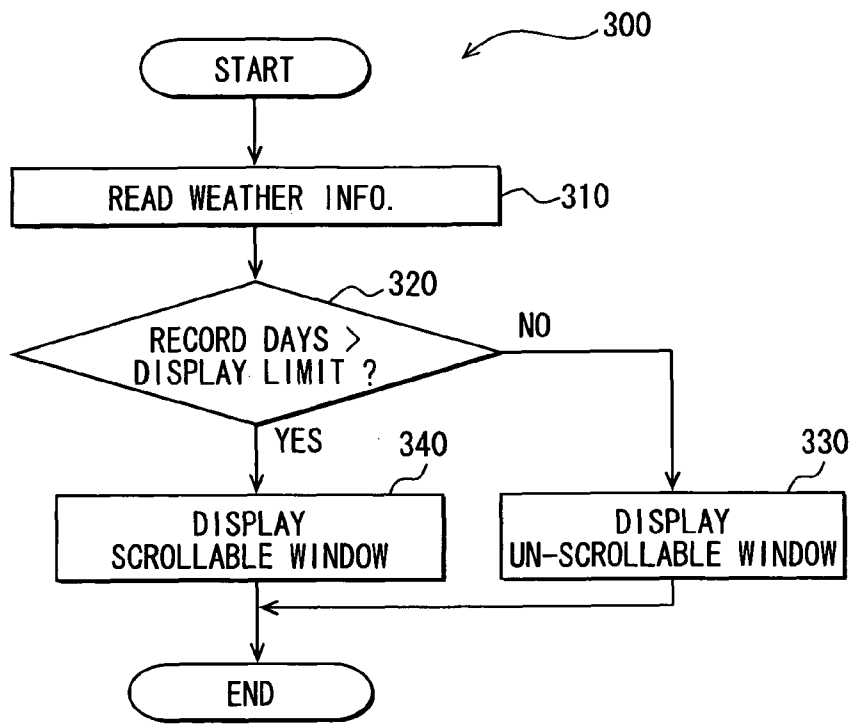 300
START
READ WEATHER INFO.
310
320
RECORD DAYS >
DISPLAY LIMIT ?
NO
YES
340
DISPLAY
SCROLLABLE WINDOW
330
DISPLAY
UN-SCROLLABLE WINDOW
END